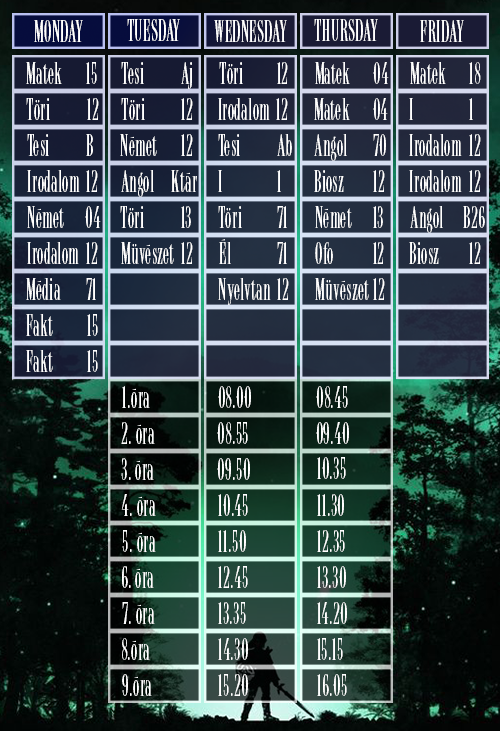 MONDAY TUESDAY WEDNESDAY THURSDAY FRIDAY
Matek 15 Tesi Aj Töri 12 Matek 04 Matek 18
Töri 12 Töri 12 Irodalom 12 Matek 04 I 1
Tesi B Német 12 Tesi Ab Angol 70 Irodalom 12
Irodalom 12 Angol Ktár I 1 Biosz 12 Irodalom 12
Német 04 Töri 13 Töri 71 Német 13 Angol B26
Irodalom 12 Müvészet 12 Él 71 Ofo 12 Biosz 12
Média 71 Nyelvtan 12 Müvészet 12
Fakt 15
Fakt 15
1.óra 08.00 08.45
2. óra 08.55 09.40
3. óra 09.50 10.35
4. óra 10.45 11.30
5. óra 11.50 12.35
6. óra 12.45 13.30
7. óra 13.35 14.20
8.óra 14.30 15.15
9.óra 15.20 16.05